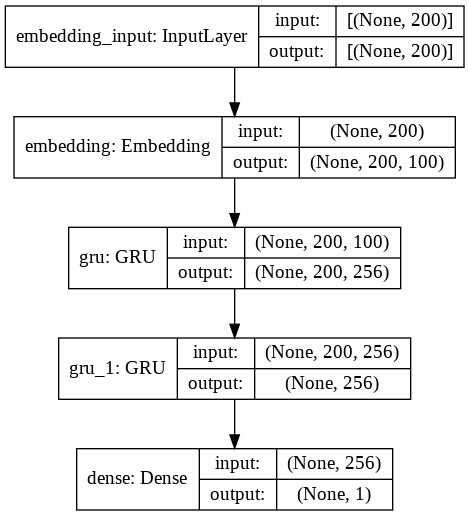 embedding_input: InputLayer
input: [(None, 200)]
output: [(None, 200)]
embedding: Embedding
input: (None, 200)
output: (None, 200, 100)
gru: GRU
input: (None, 200, 100)
output: (None, 200, 256)
gru_1: GRU
input: (None, 200, 256)
output: (None, 256)
dense: Dense
input: (None, 256)
output: (None, 1)